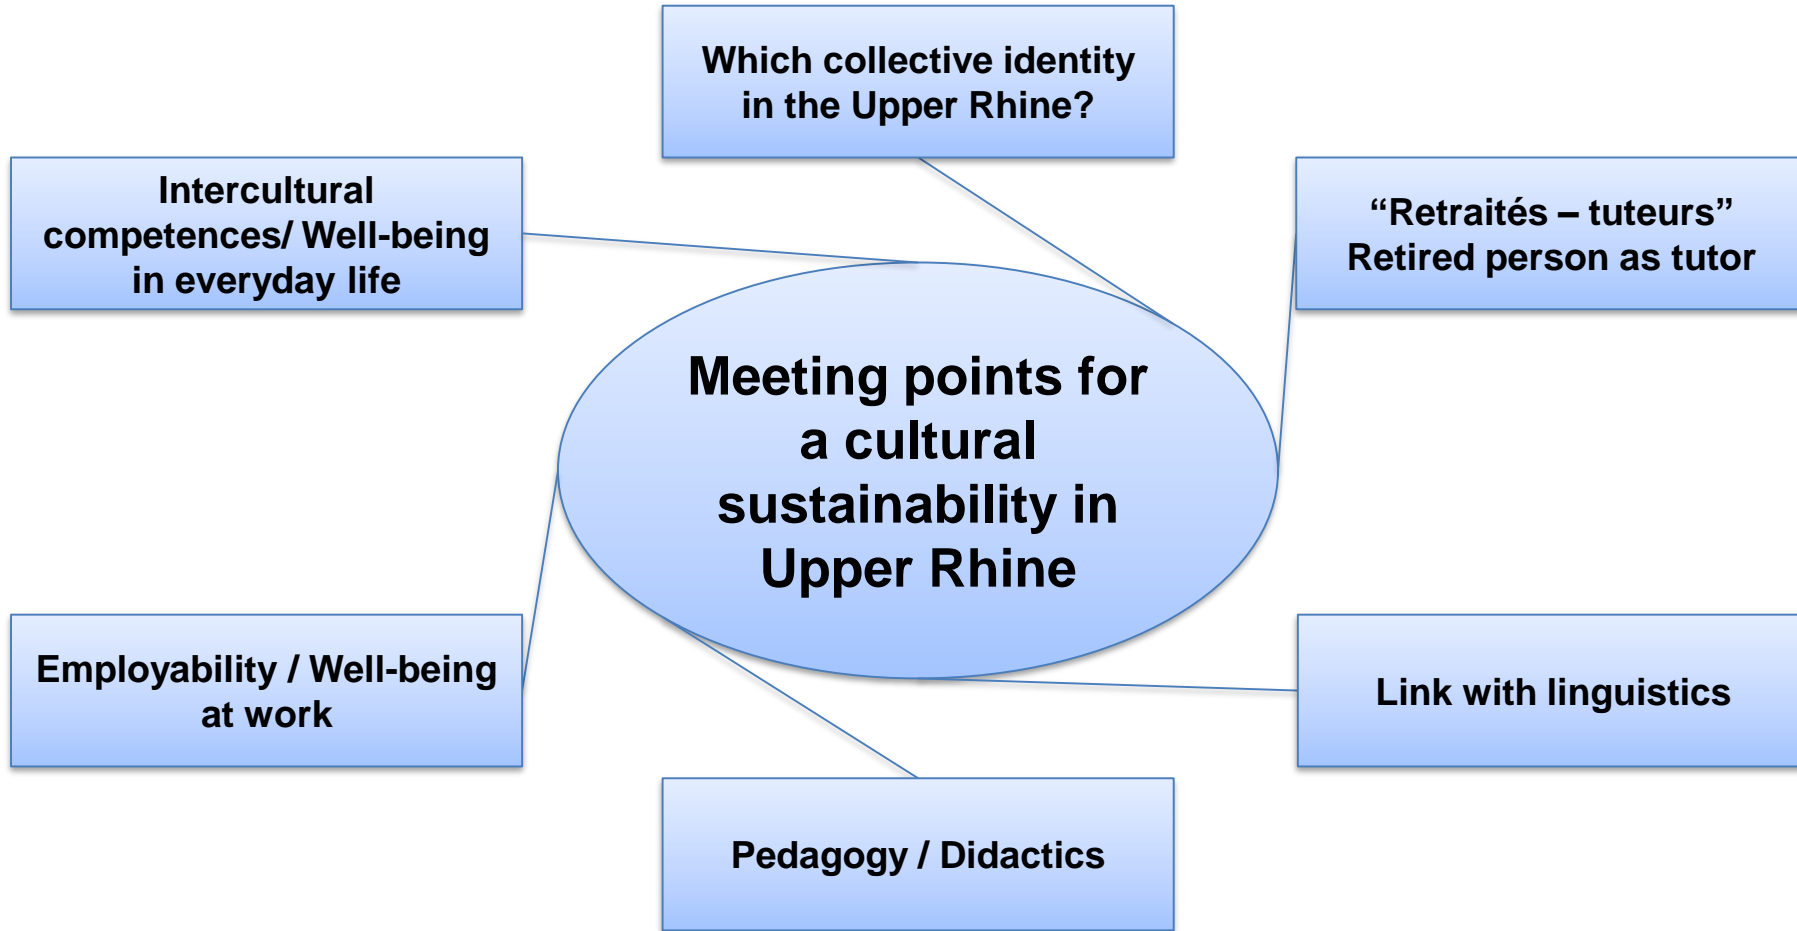 Which collective identity
in the Upper Rhine?
Intercultural
competences/ Well-being
in everyday life
“Retraités – tuteurs”
Retired person as tutor
Meeting points for
a cultural
sustainability in
Upper Rhine
Employability / Well-being
at work
Link with linguistics
Pedagogy / Didactics